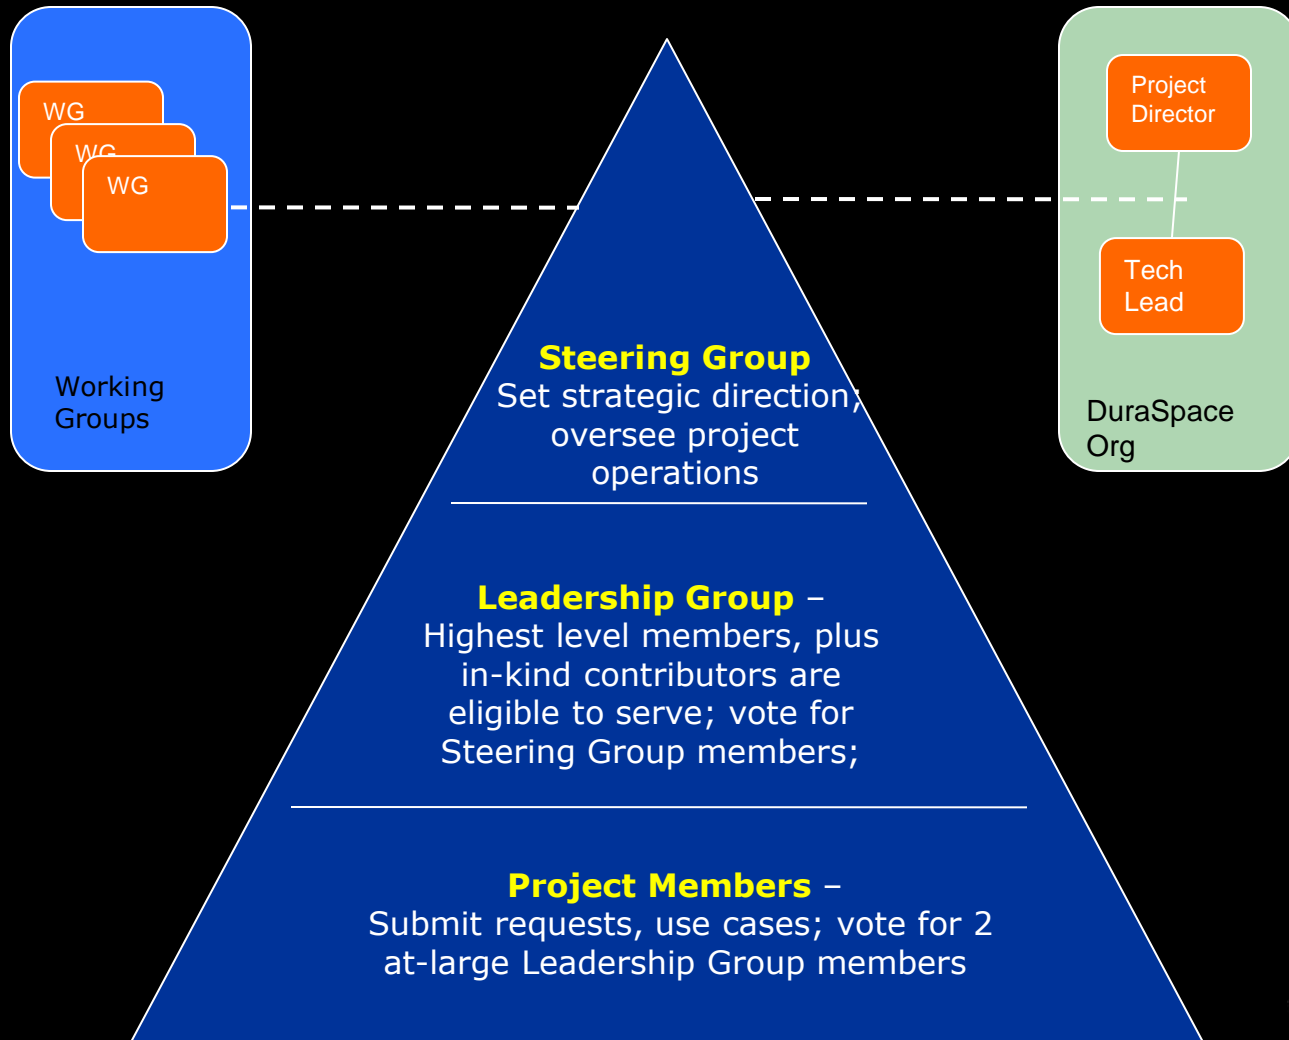 WG
WG
WG
Working
Groups
Project
Director
Tech
Lead
DuraSpace
Org
Steering Group
Set strategic direction;
oversee project
operations
Leadership Group –
Highest level members, plus
in-kind contributors are
eligible to serve; vote for
Steering Group members;
Project Members –
Submit requests, use cases; vote for 2
at-large Leadership Group members